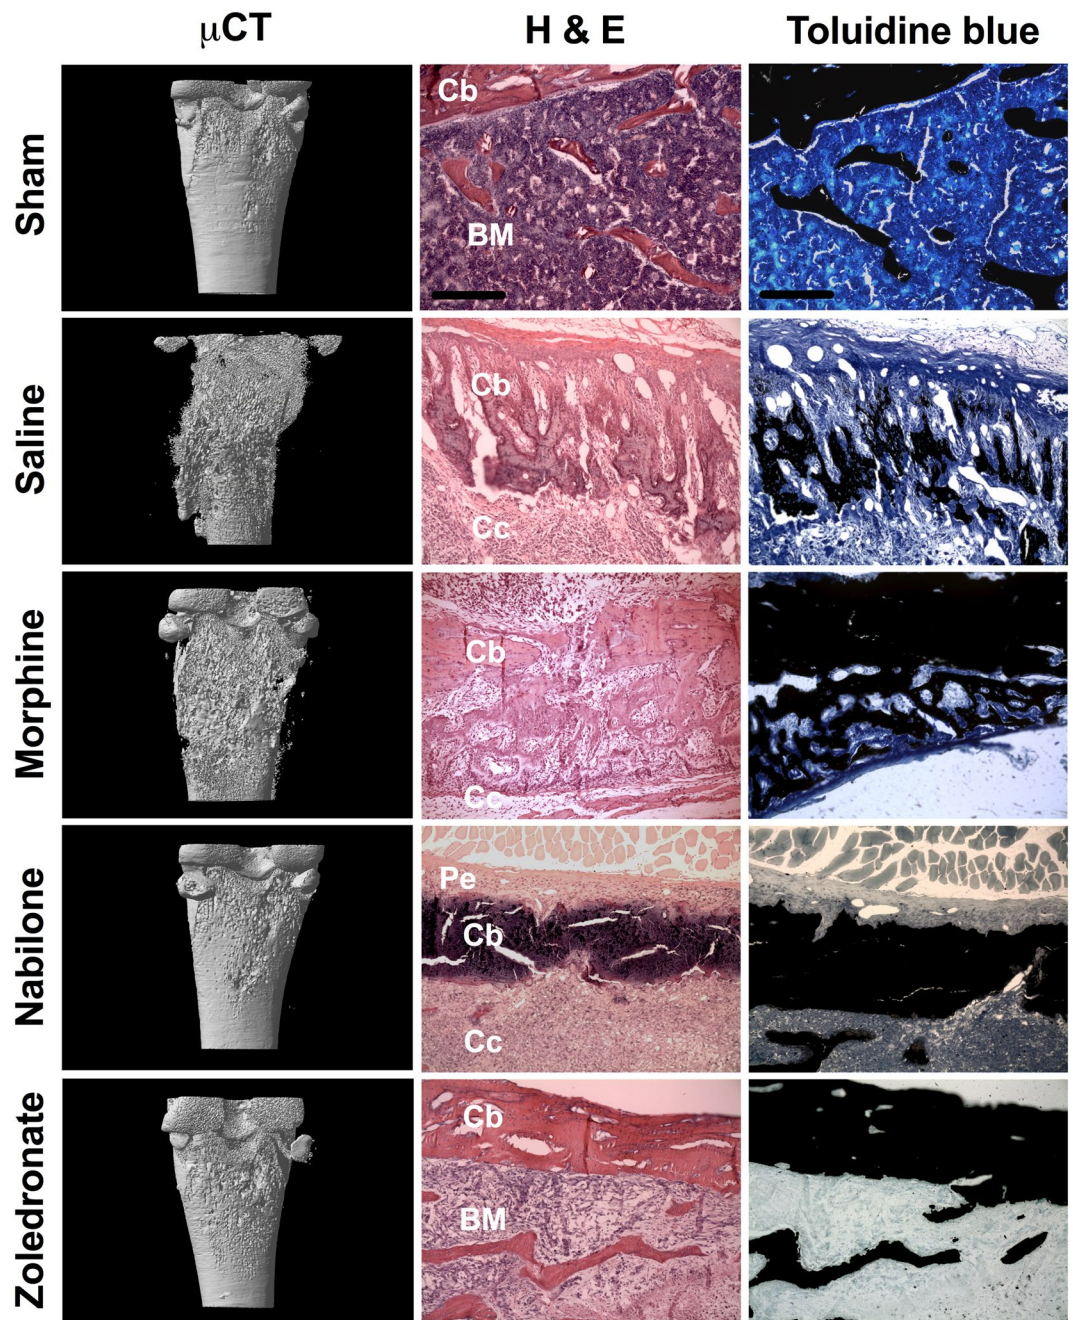 μCT
H & E
Toluidine blue
Sham
Cb
BM
Saline
Cb
Cc
Morphine
Cb
Cc
Nabilone
Pe
Cb
Cc
Zoledronate
Cb
BM